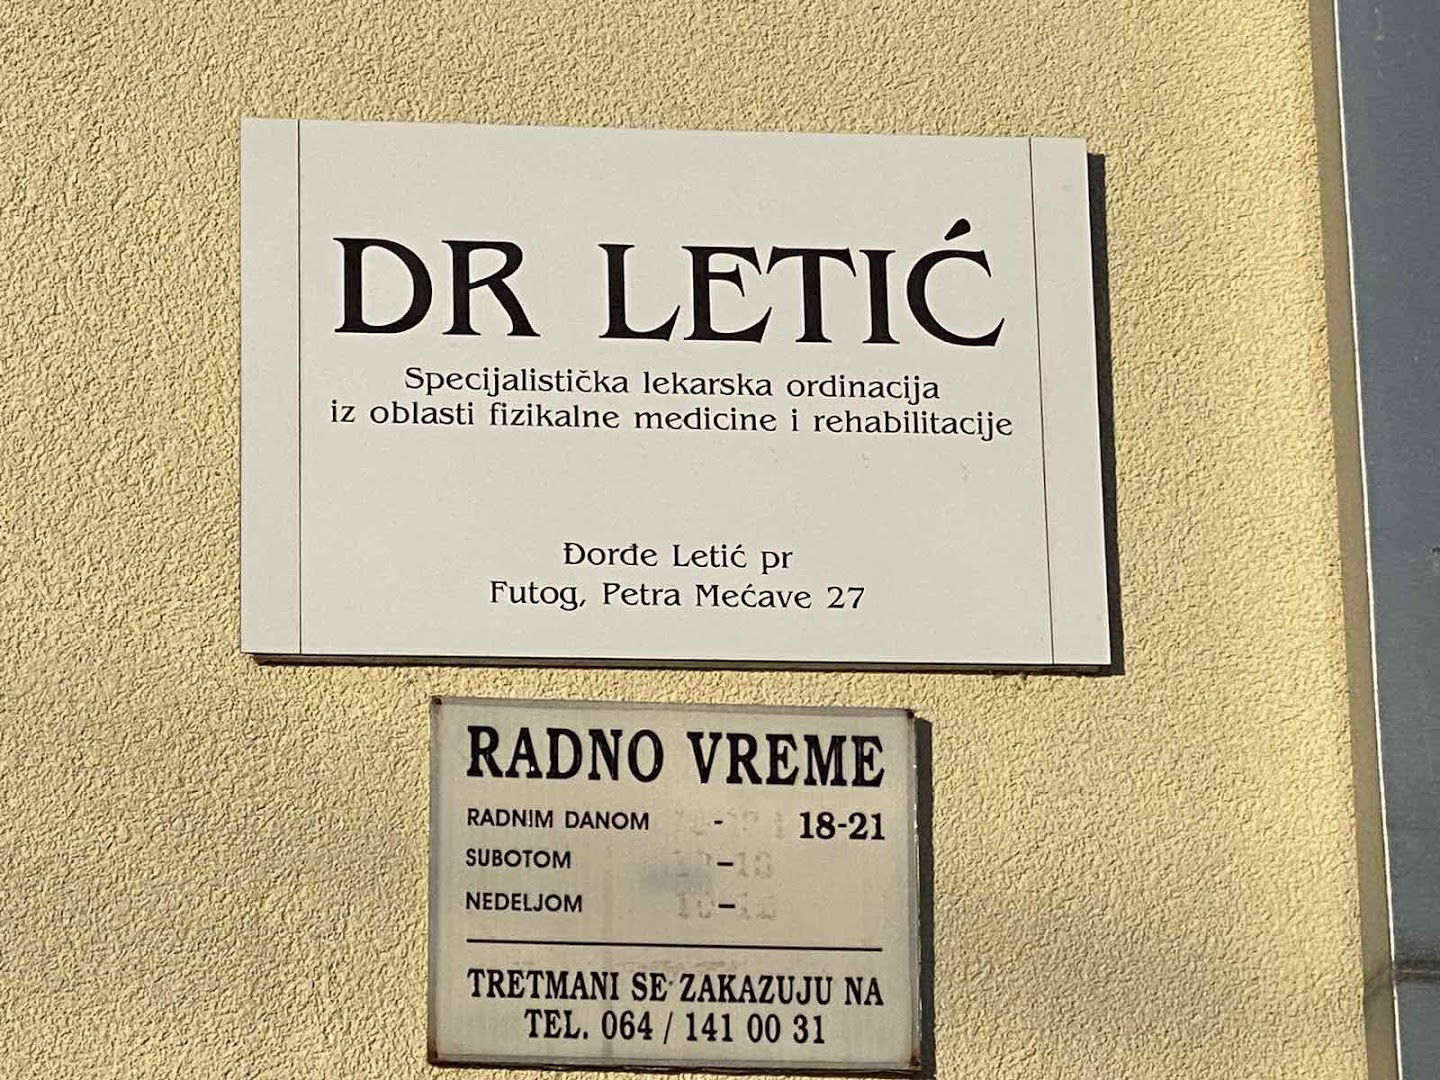 DR LETIĆ
Specijalistička lekarska ordinacija
iz oblasti fizikalne medicine i rehabilitacije
Đorđe Letić pr
Futog, Petra Mećave 27
RADNO VREME
RADNIM DANOM - 18-21
SUBOTOM –
NEDELJOM –
TRETMANI SE ZAKAZUJU NA
TEL. 064 / 141 00 31